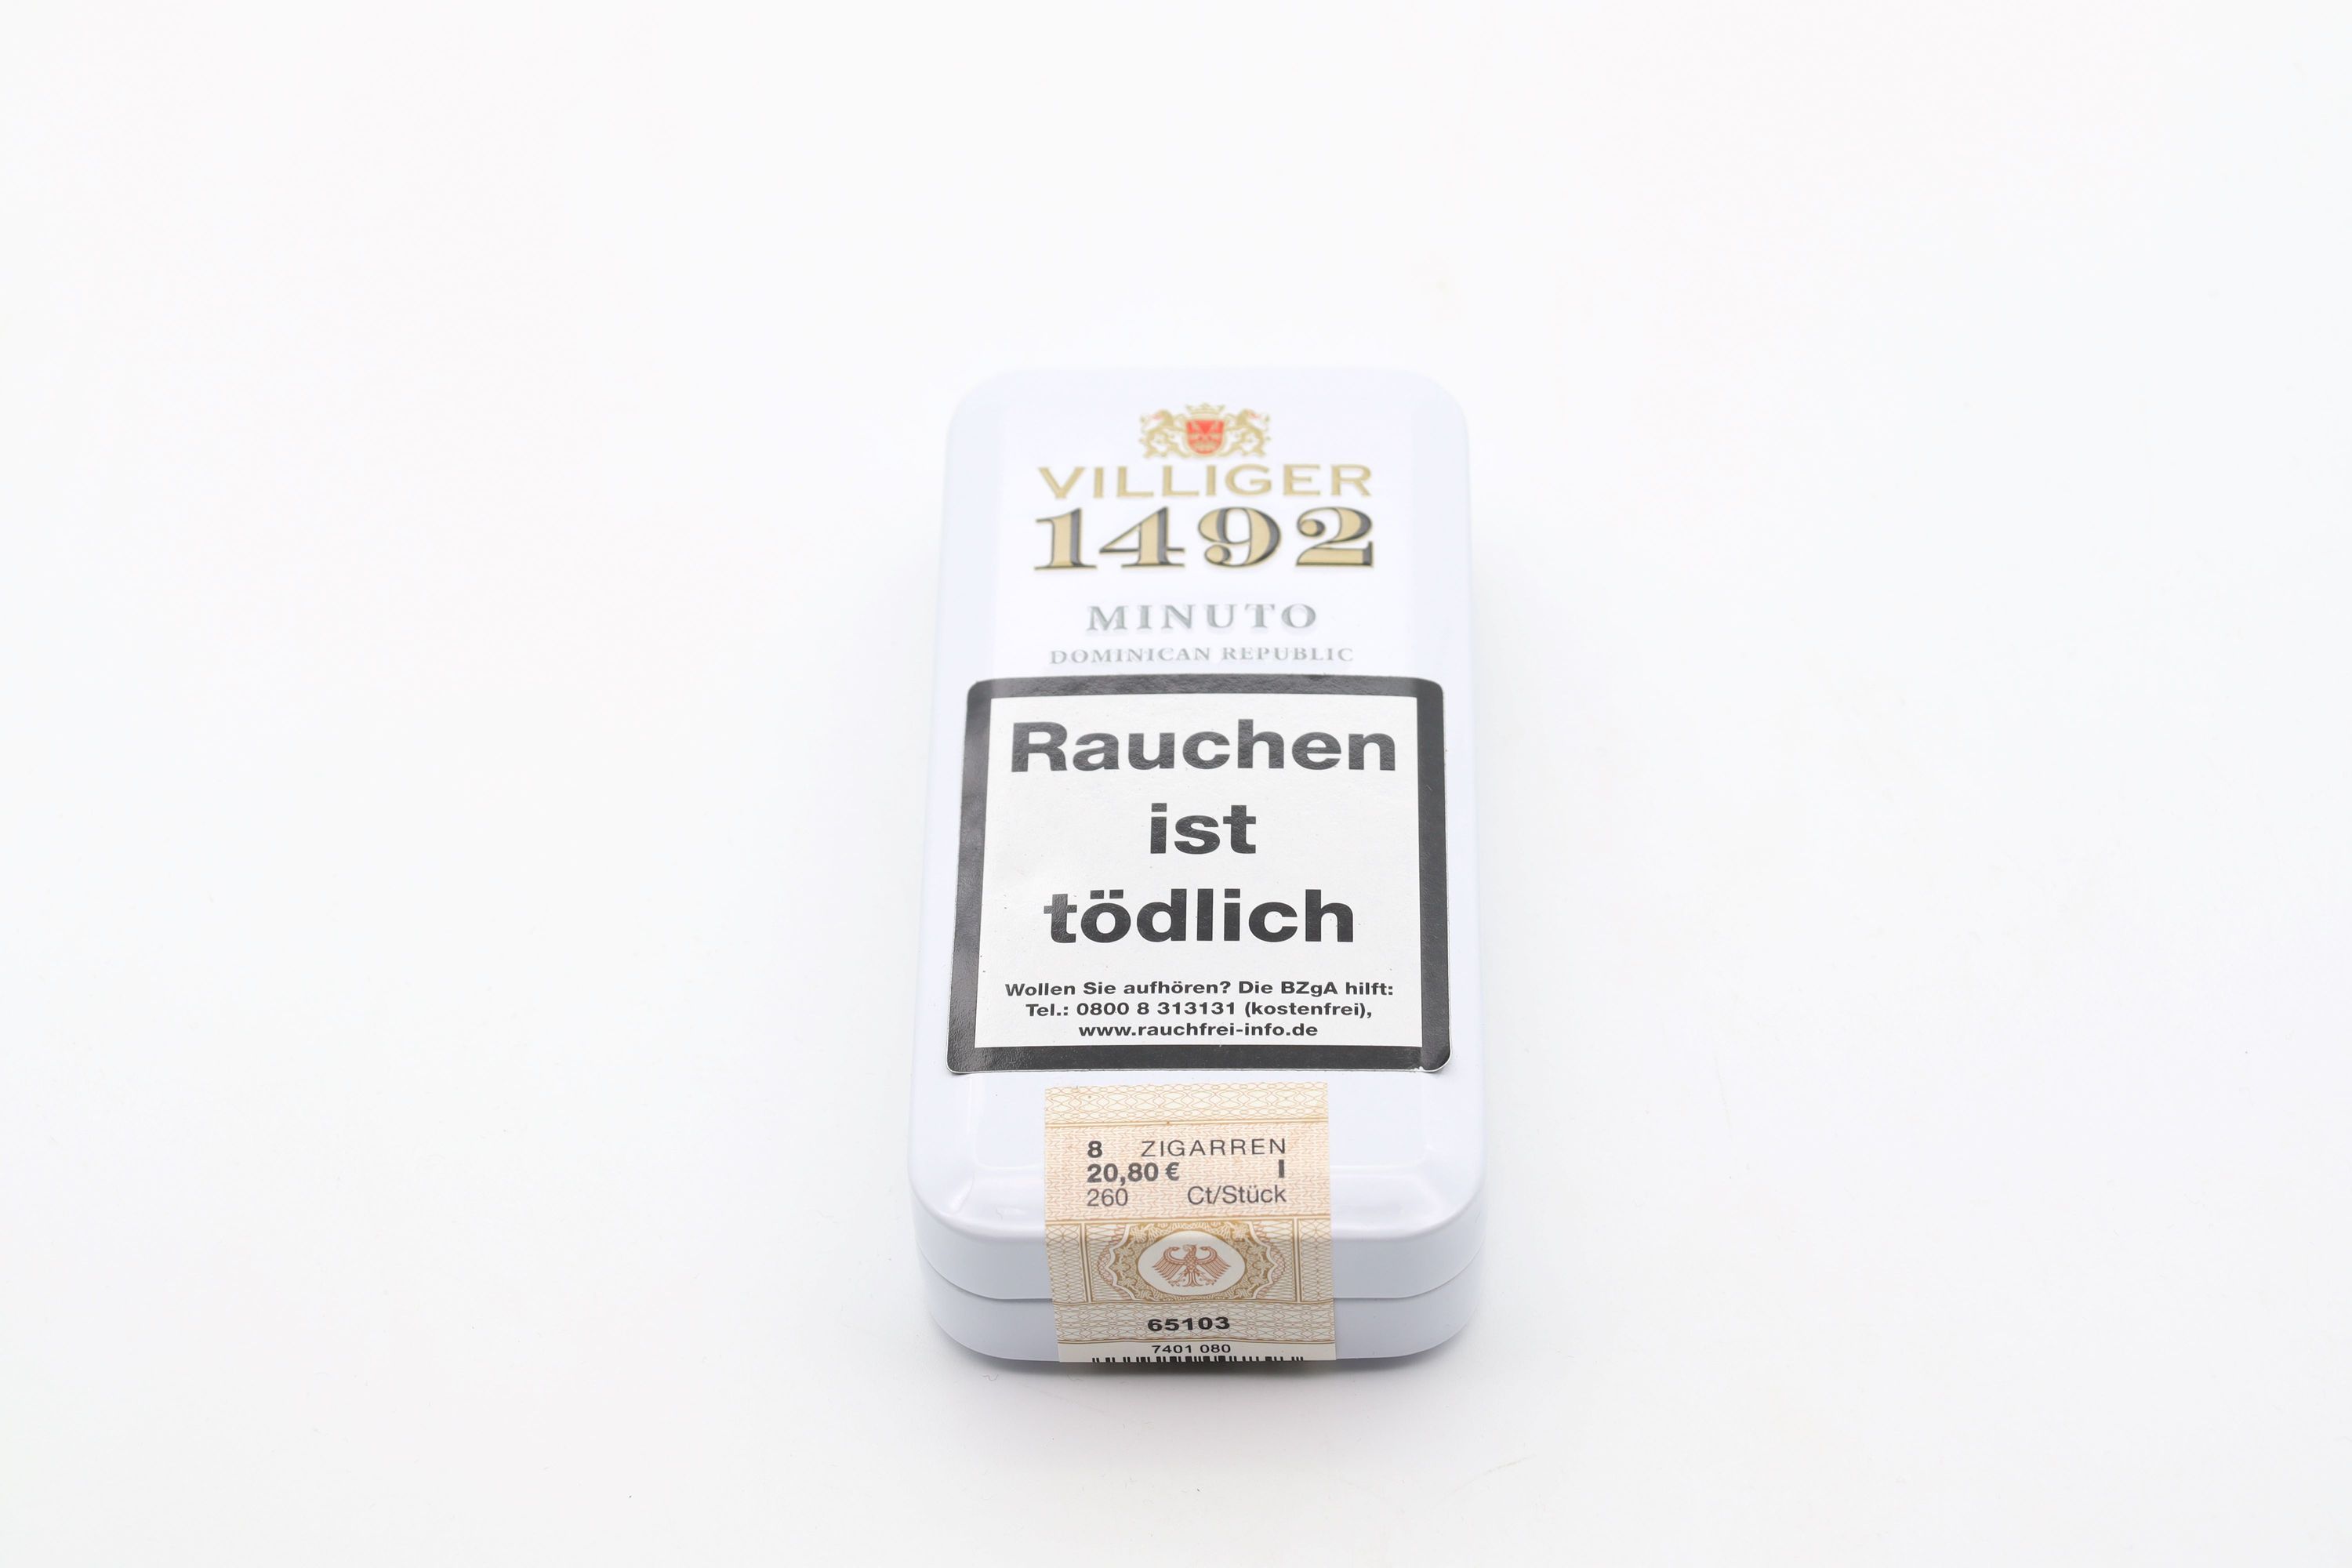 VILLIGER
1492
MINUTO
DOMINICAN REPUBLIC
Rauchen
ist
tödlich
Wollen Sie aufhören? Die BZgA hilft:
Tel.: 0800 8 313131 (kostenfrei),
www.rauchfrei-info.de
8 ZIGARREN
20,80 € I
260 Ct/Stück
65103
7401 080